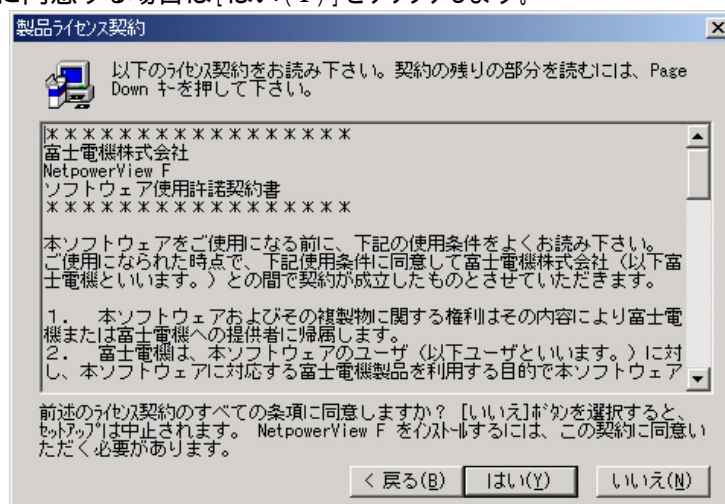 に同意する場合は[はい(Y)]をクリックします。
製品ライセンス契約
以下のﾗｲｾﾝｽ契約をお読み下さい。契約の残りの部分を読むには、Page
Down ｷｰを押して下さい。
＊＊＊＊＊＊＊＊＊＊＊＊＊＊＊＊＊
富士電機株式会社
NetpowerView F
ソフトウェア使用許諾契約書
＊＊＊＊＊＊＊＊＊＊＊＊＊＊＊＊＊
本ソフトウェアをご使用になる前に、下記の使用条件をよくお読み下さい。
ご使用になられた時点で、下記使用条件に同意して富士電機株式会社（以下富
士電機といいます。）との間で契約が成立したものとさせていただきます。
１．　本ソフトウェアおよびその複製物に関する権利はその内容により富士電
機または富士電機への提供者に帰属します。
２．　富士電機は、本ソフトウェアのユーザ（以下ユーザといいます。）に対
し、本ソフトウェアに対応する富士電機製品を利用する目的で本ソフトウェア
前述のﾗｲｾﾝｽ契約のすべての条項に同意しますか？ [いいえ]ﾎﾞﾀﾝを選択すると、
ｾｯﾄｱｯﾌﾟは中止されます。 NetpowerView F をｲﾝｽﾄｰﾙするには、この契約に同意い
ただく必要があります。
< 戻る(B)
はい(Y)
いいえ(N)